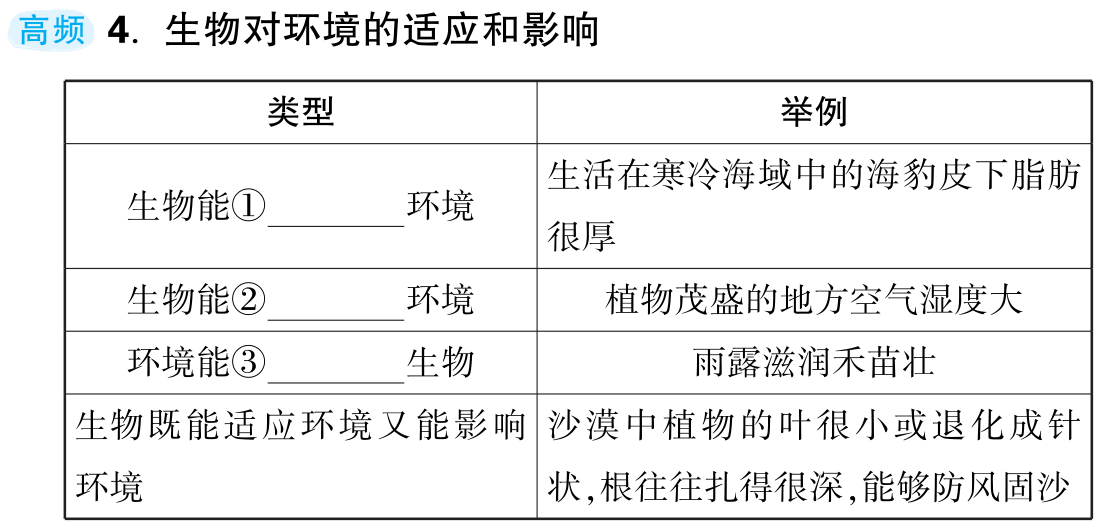 高频 4. 生物对环境的适应和影响
类型
举例
生物能①________环境
生活在寒冷海域中的海豹皮下脂肪
很厚
生物能②________环境
植物茂盛的地方空气湿度大
环境能③________生物
雨露滋润禾苗壮
生物既能适应环境又能影响
环境
沙漠中植物的叶很小或退化成针
状,根往往扎得很深,能够防风固沙